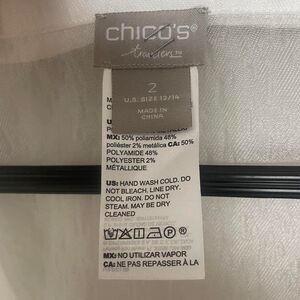 chico's®
travelers™
2
U.S. SIZE 12/14
MADE IN
CHINA
MX: 50% poliamida 48%
poliéster 2% metálica CA: 50%
POLYAMIDE 48%
POLYESTER 2%
MÉTALLIQUE
US: HAND WASH COLD. DO
NOT BLEACH. LINE DRY.
COOL IRON. DO NOT
STEAM. MAY BE DRY
CLEANED
MX: NO UTILIZAR VAPOR
CA: NE PAS REPASSER À LA